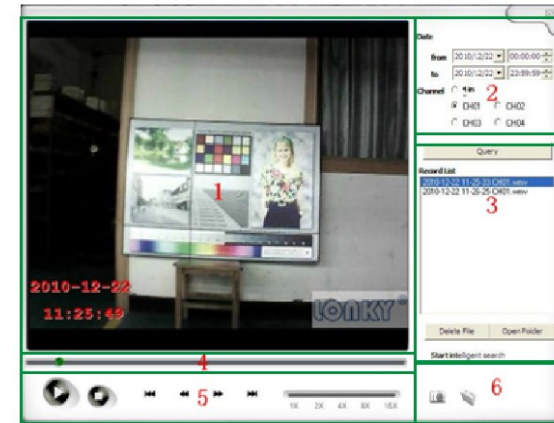 Date
from 2010/12/22 00:00:00
to 2010/12/22 23:59:59
Channel 4in
2
CH01 CH02
CH03 CH04
Query
Record List
2010-12-22 11-25-33 CH01.wmv
2010-12-22 11-26-25 CH01.wmv
3
1
2010-12-22
11:25:49
LONKY
Delete File Open Folder
Start inteligent search
4
5
1X 2X 4X 8X 16X
6